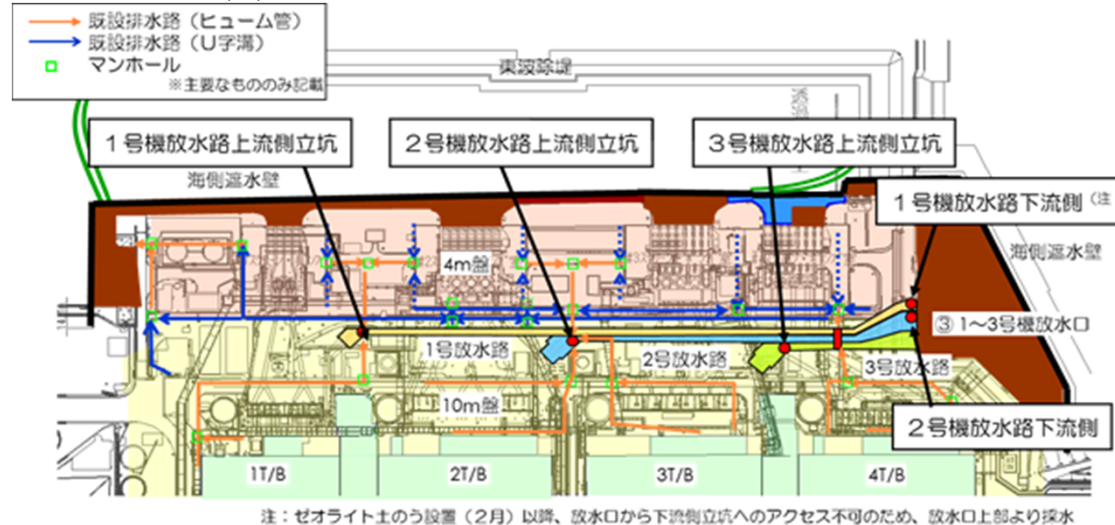 既設排水路（ヒューム管）
既設排水路（U字溝）
マンホール
※主要なもののみ記載
東波除堤
1号機放水路上流側立坑
2号機放水路上流側立坑
3号機放水路上流側立坑
海側遮水壁
1号機放水路下流側（注
海側遮水壁
4m盤
③ 1～3号機放水口
1号放水路
2号放水路
3号放水路
10m盤
2号機放水路下流側
1T/B
2T/B
3T/B
4T/B
注：ゼオライト土のう設置（2月）以降、放水口から下流側立坑へのアクセス不可のため、放水口上部より採水